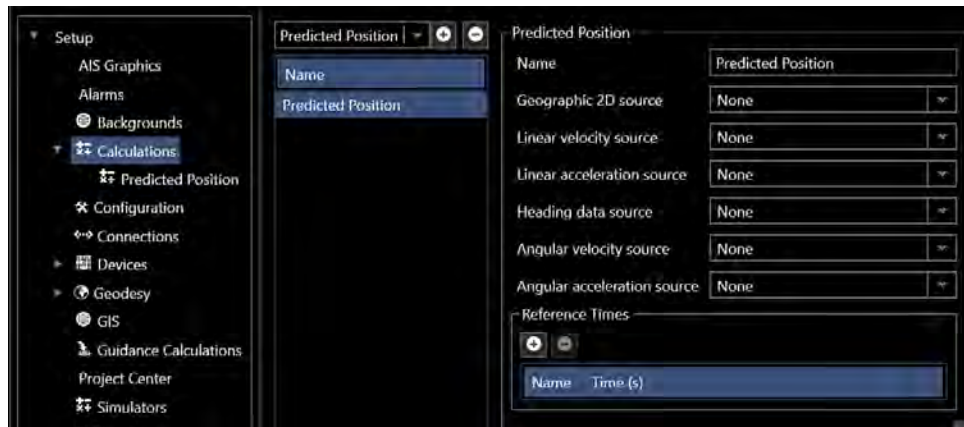 Setup
AIS Graphics
Alarms
Backgrounds
Calculations
Predicted Position
Configuration
Connections
Devices
Geodesy
GIS
Guidance Calculations
Project Center
Simulators
Predicted Position
Name
Predicted Position
Predicted Position
Name Predicted Position
Geographic 2D source None
Linear velocity source None
Linear acceleration source None
Heading data source None
Angular velocity source None
Angular acceleration source None
Reference Times
Name Time (s)